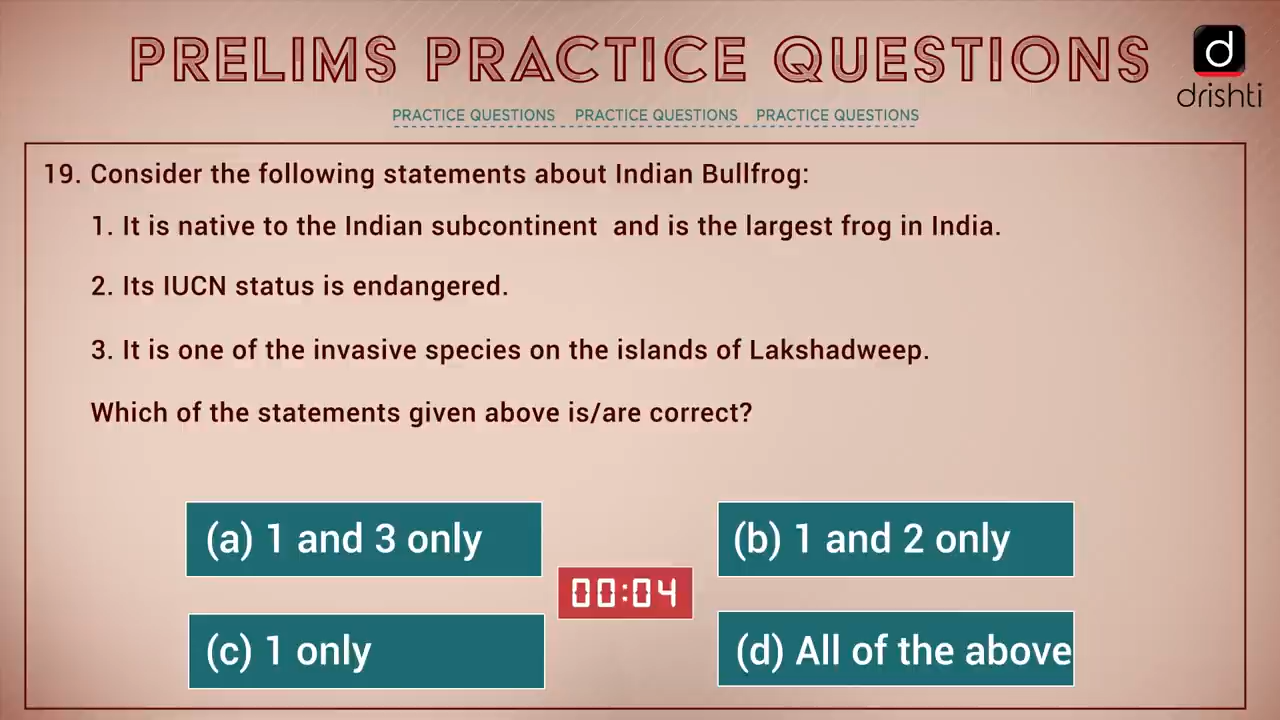 PRELIMS PRACTICE QUESTIONS
d
drishti
PRACTICE QUESTIONS PRACTICE QUESTIONS PRACTICE QUESTIONS
19. Consider the following statements about Indian Bullfrog:
1. It is native to the Indian subcontinent and is the largest frog in India.
2. Its IUCN status is endangered.
3. It is one of the invasive species on the islands of Lakshadweep.
Which of the statements given above is/are correct?
(a) 1 and 3 only
(b) 1 and 2 only
00:04
(c) 1 only
(d) All of the above